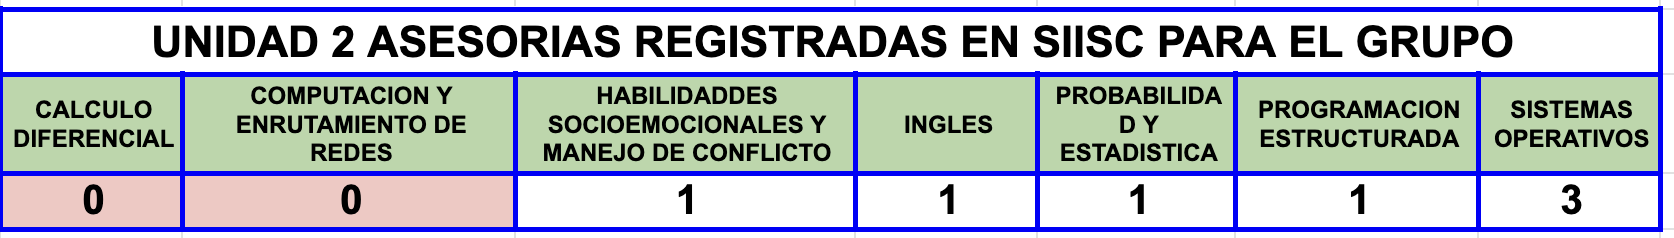 UNIDAD 2 ASESORIAS REGISTRADAS EN SIISC PARA EL GRUPO
CALCULO
DIFERENCIAL
COMPUTACION Y
ENRUTAMIENTO DE
REDES
HABILIDADDES
SOCIOEMOCIONALES Y
MANEJO DE CONFLICTO
INGLES
PROBABILIDA
D Y
ESTADISTICA
PROGRAMACION
ESTRUCTURADA
SISTEMAS
OPERATIVOS
0
0
1
1
1
1
3